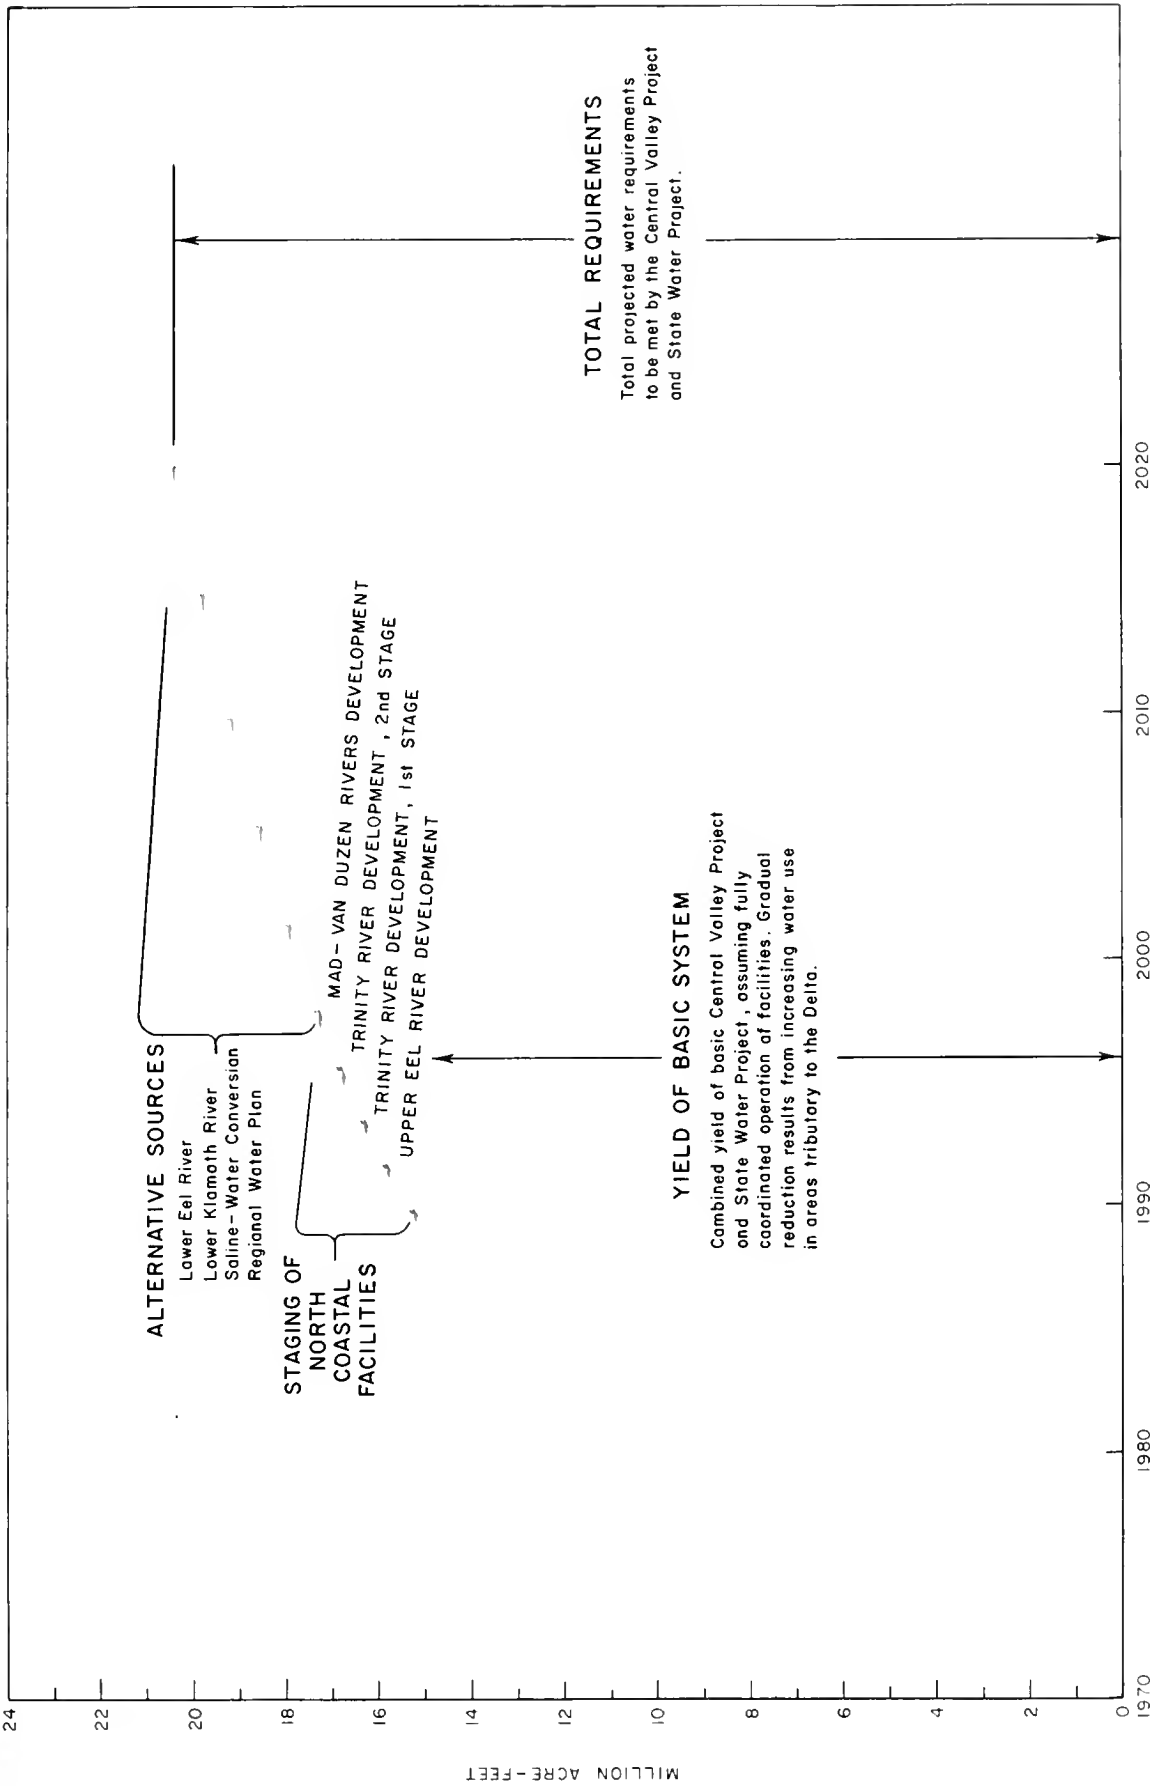 MILLION ACRE-FEET
24
22
20
18
16
14
12
10
8
6
4
2
0
1970
1980
1990
2000
2010
2020
ALTERNATIVE SOURCES
Lower Eel River
Lower Klamath River
Saline-Water Conversian
Regional Water Plan
STAGING OF
NORTH
COASTAL
FACILITIES
MAD-VAN DUZEN RIVERS DEVELOPMENT
TRINITY RIVER DEVELOPMENT, 2nd STAGE
TRINITY RIVER DEVELOPMENT, 1st STAGE
UPPER EEL RIVER DEVELOPMENT
YIELD OF BASIC SYSTEM
Cambined yield of basic Central Valley Project
and State Water Project, assuming fully
coordinated operation of facilities. Gradual
reduction results from increasing water use
in areas tributary to the Delta.
TOTAL REQUIREMENTS
Total projected water requirements
to be met by the Central Valley Project
and State Water Project.